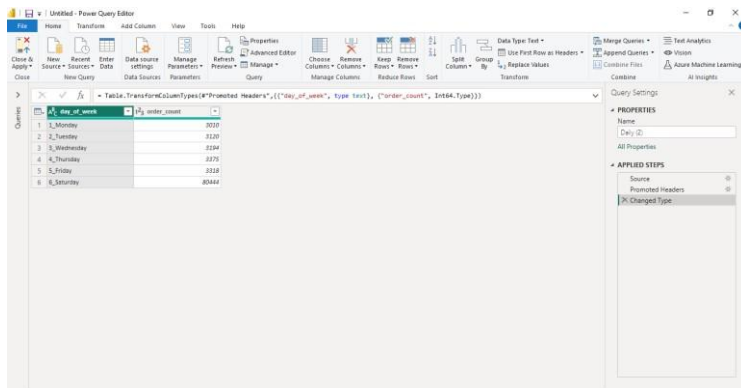 Untitled - Power Query Editor
File Home Transform Add Column View Tools Help
Close & Apply
New Source
Recent Sources
Enter Data
Data source settings
Manage Parameters
Refresh Preview
Properties
Advanced Editor
Manage
Choose Columns
Remove Columns
Keep Rows
Remove Rows
Split Column
Group By
Data Type: Text
Use First Row as Headers
Replace Values
Merge Queries
Append Queries
Combine Files
Text Analytics
Vision
Azure Machine Learning
Close New Query Data Sources Parameters Query Manage Columns Reduce Rows Sort Transform Combine AI Insights
Queries
= Table.TransformColumnTypes(#"Promoted Headers",{{"day_of_week", type text}, {"order_count", Int64.Type}})
day_of_week order_count
1 1_Monday 3010
2 2_Tuesday 3120
3 3_Wednesday 3194
4 4_Thursday 3375
5 5_Friday 3318
6 6_Saturday 80444
Query Settings
PROPERTIES
Name
Daily (2)
All Properties
APPLIED STEPS
Source
Promoted Headers
Changed Type